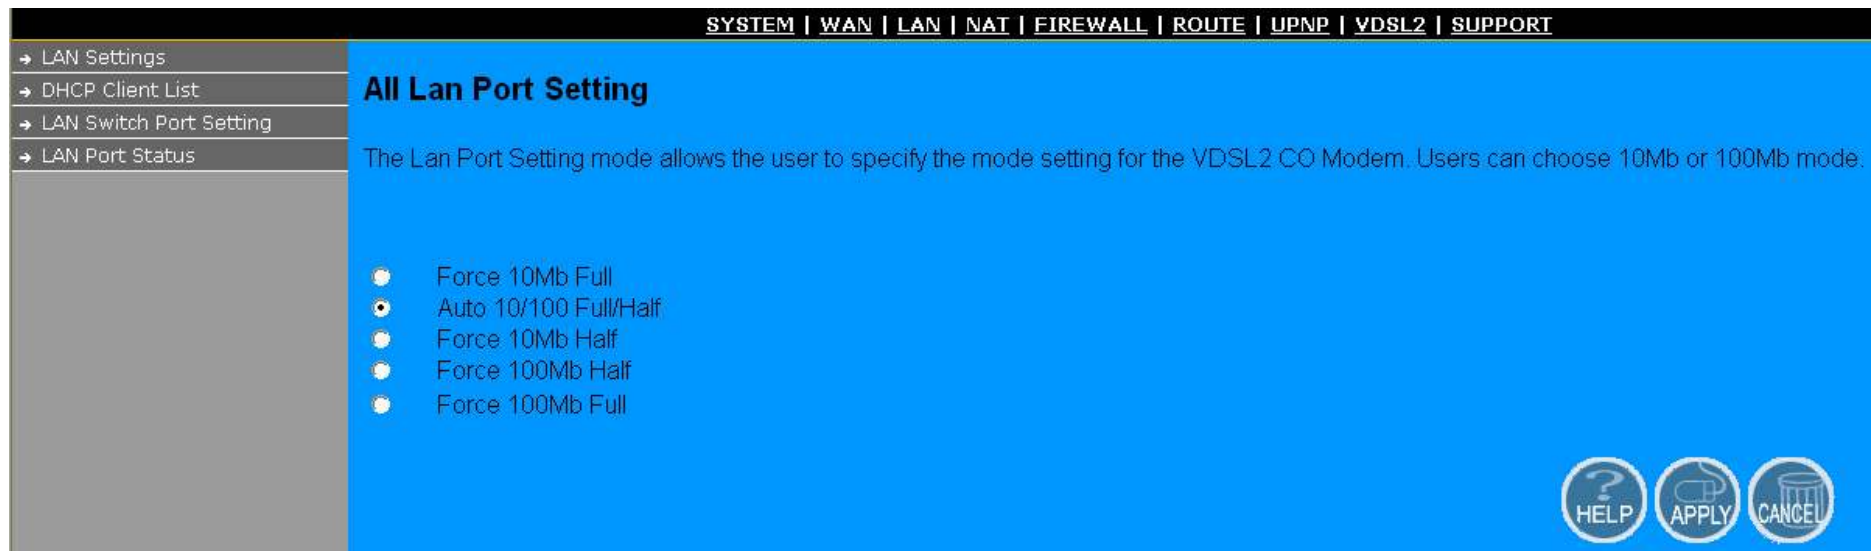 SYSTEM | WAN | LAN | NAT | FIREWALL | ROUTE | UPNP | VDSL2 | SUPPORT
LAN Settings
DHCP Client List
LAN Switch Port Setting
LAN Port Status
All Lan Port Setting
The Lan Port Setting mode allows the user to specify the mode setting for the VDSL2 CO Modem. Users can choose 10Mb or 100Mb mode.
Force 10Mb Full
Auto 10/100 Full/Half
Force 10Mb Half
Force 100Mb Half
Force 100Mb Full
HELP APPLY CANCEL